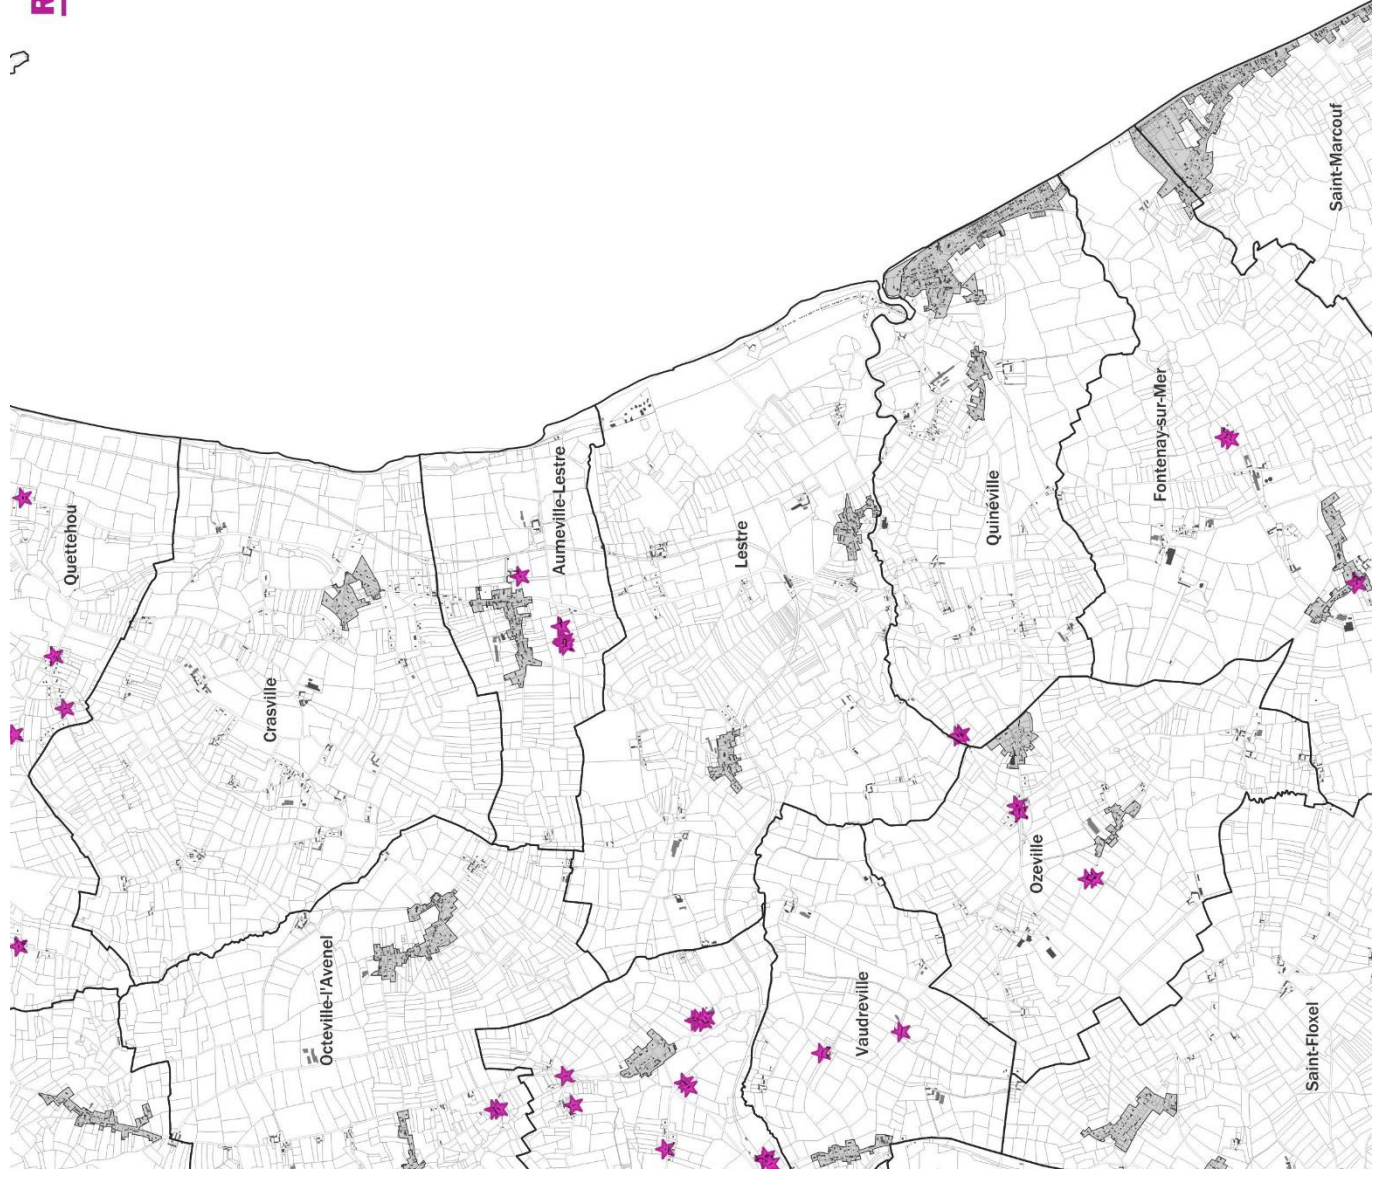 R
Quettehou
Crasville
Aumeville-Lestre
Octeville-l'Avenel
Lestre
Quinéville
Fontenay-sur-Mer
Saint-Marcouf
Ozeville
Vaudreville
Saint-Floxel